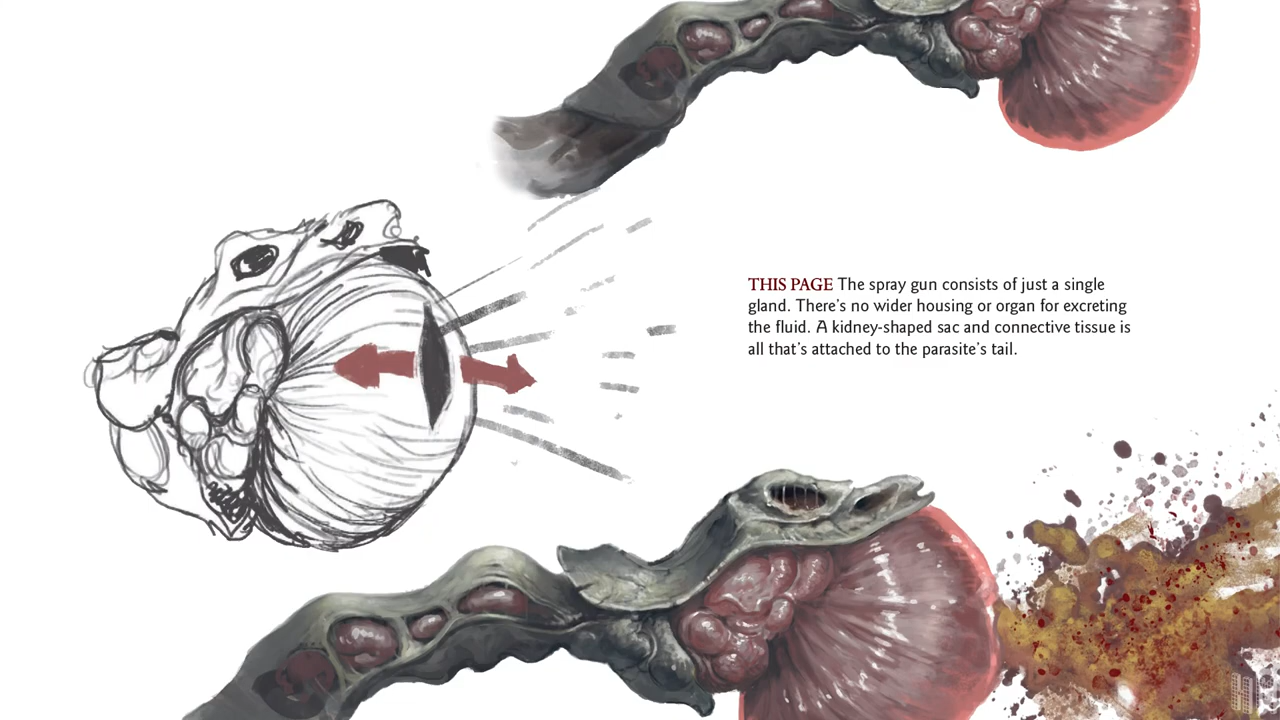 THIS PAGE The spray gun consists of just a single
gland. There's no wider housing or organ for excreting
the fluid. A kidney-shaped sac and connective tissue is
all that's attached to the parasite's tail.